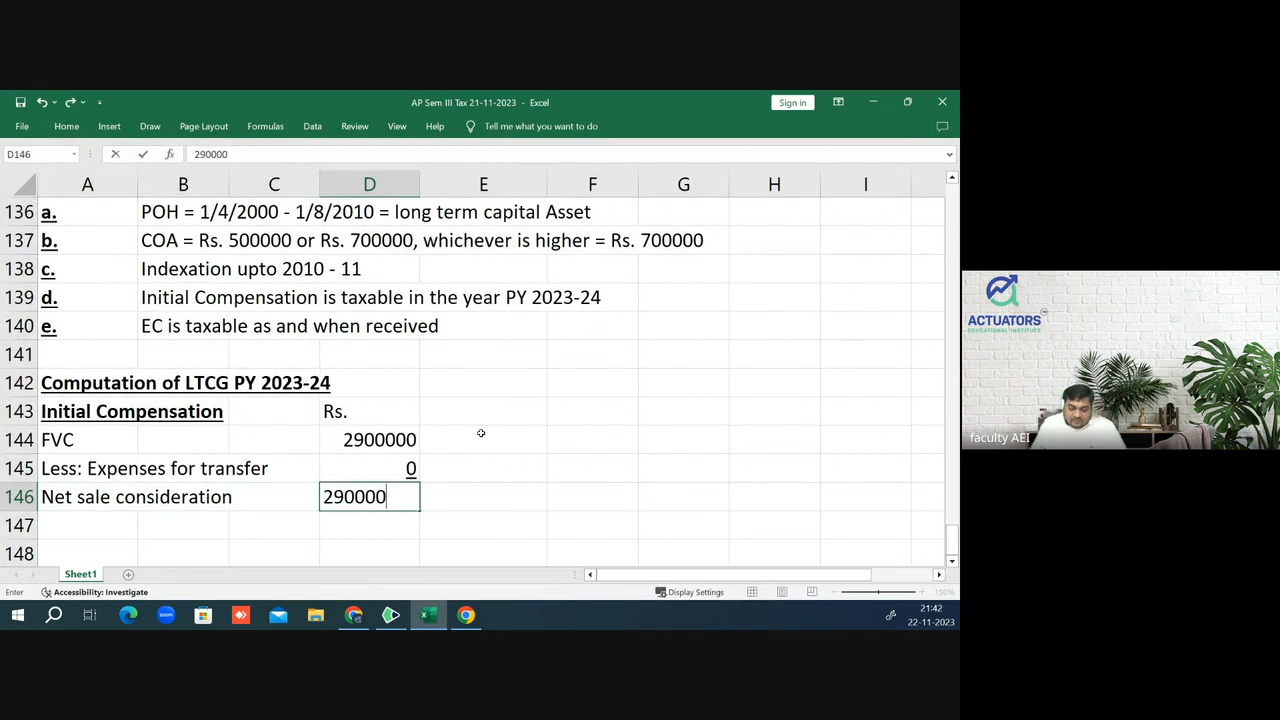 AP Sem III Tax 21-11-2023 - Excel
Sign in
File Home Insert Draw Page Layout Formulas Data Review View Help Tell me what you want to do
D146 fx 290000
A B C D E F G H I
136 a. POH = 1/4/2000 - 1/8/2010 = long term capital Asset
137 b. COA = Rs. 500000 or Rs. 700000, whichever is higher = Rs. 700000
138 c. Indexation upto 2010 - 11
139 d. Initial Compensation is taxable in the year PY 2023-24
140 e. EC is taxable as and when received
141
142 Computation of LTCG PY 2023-24
143 Initial Compensation Rs.
144 FVC 2900000
145 Less: Expenses for transfer 0
146 Net sale consideration 290000
147
148
Sheet1
Enter Accessibility: Investigate Display Settings 190%
zoom
21:42
22-11-2023
ACTUATORS
EDUCATIONAL INSTITUTE
faculty AEI